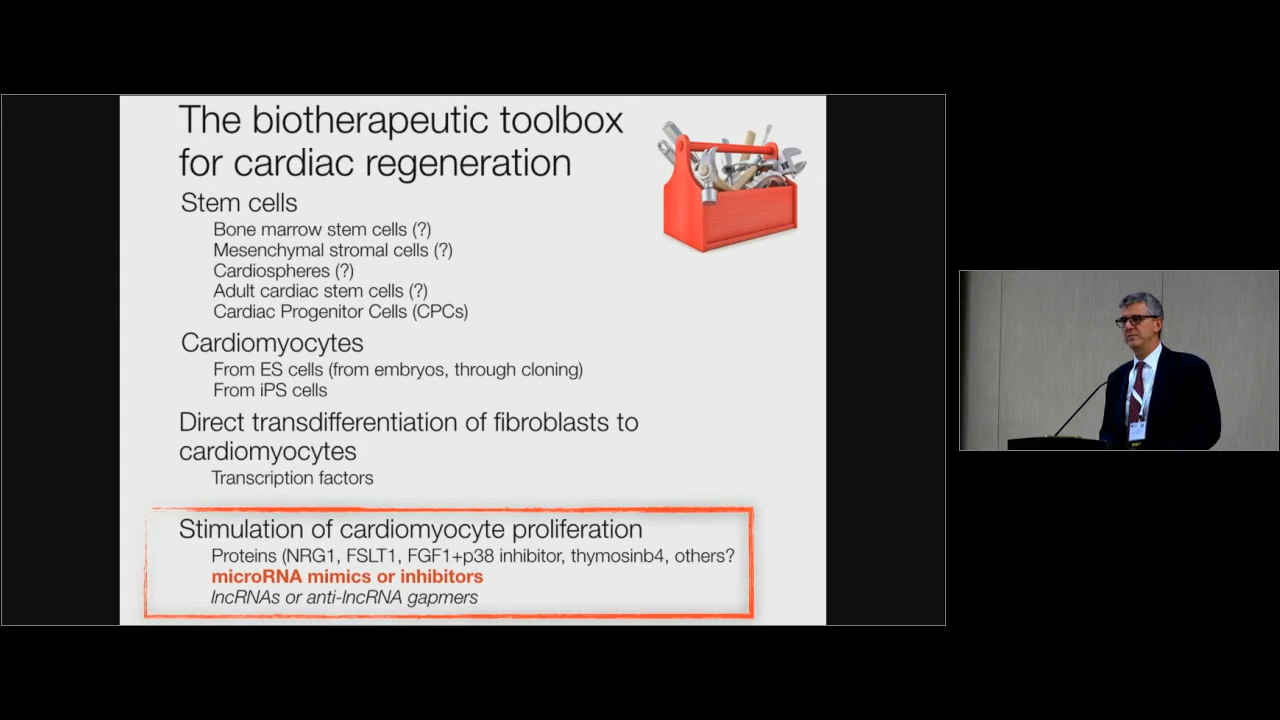 The biotherapeutic toolbox
for cardiac regeneration
Stem cells
Bone marrow stem cells (?)
Mesenchymal stromal cells (?)
Cardiospheres (?)
Adult cardiac stem cells (?)
Cardiac Progenitor Cells (CPCs)
Cardiomyocytes
From ES cells (from embryos, through cloning)
From iPS cells
Direct transdifferentiation of fibroblasts to
cardiomyocytes
Transcription factors
Stimulation of cardiomyocyte proliferation
Proteins (NRG1, FSLT1, FGF1+p38 inhibitor, thymosinb4, others?
microRNA mimics or inhibitors
lncRNAs or anti-lncRNA gapmers